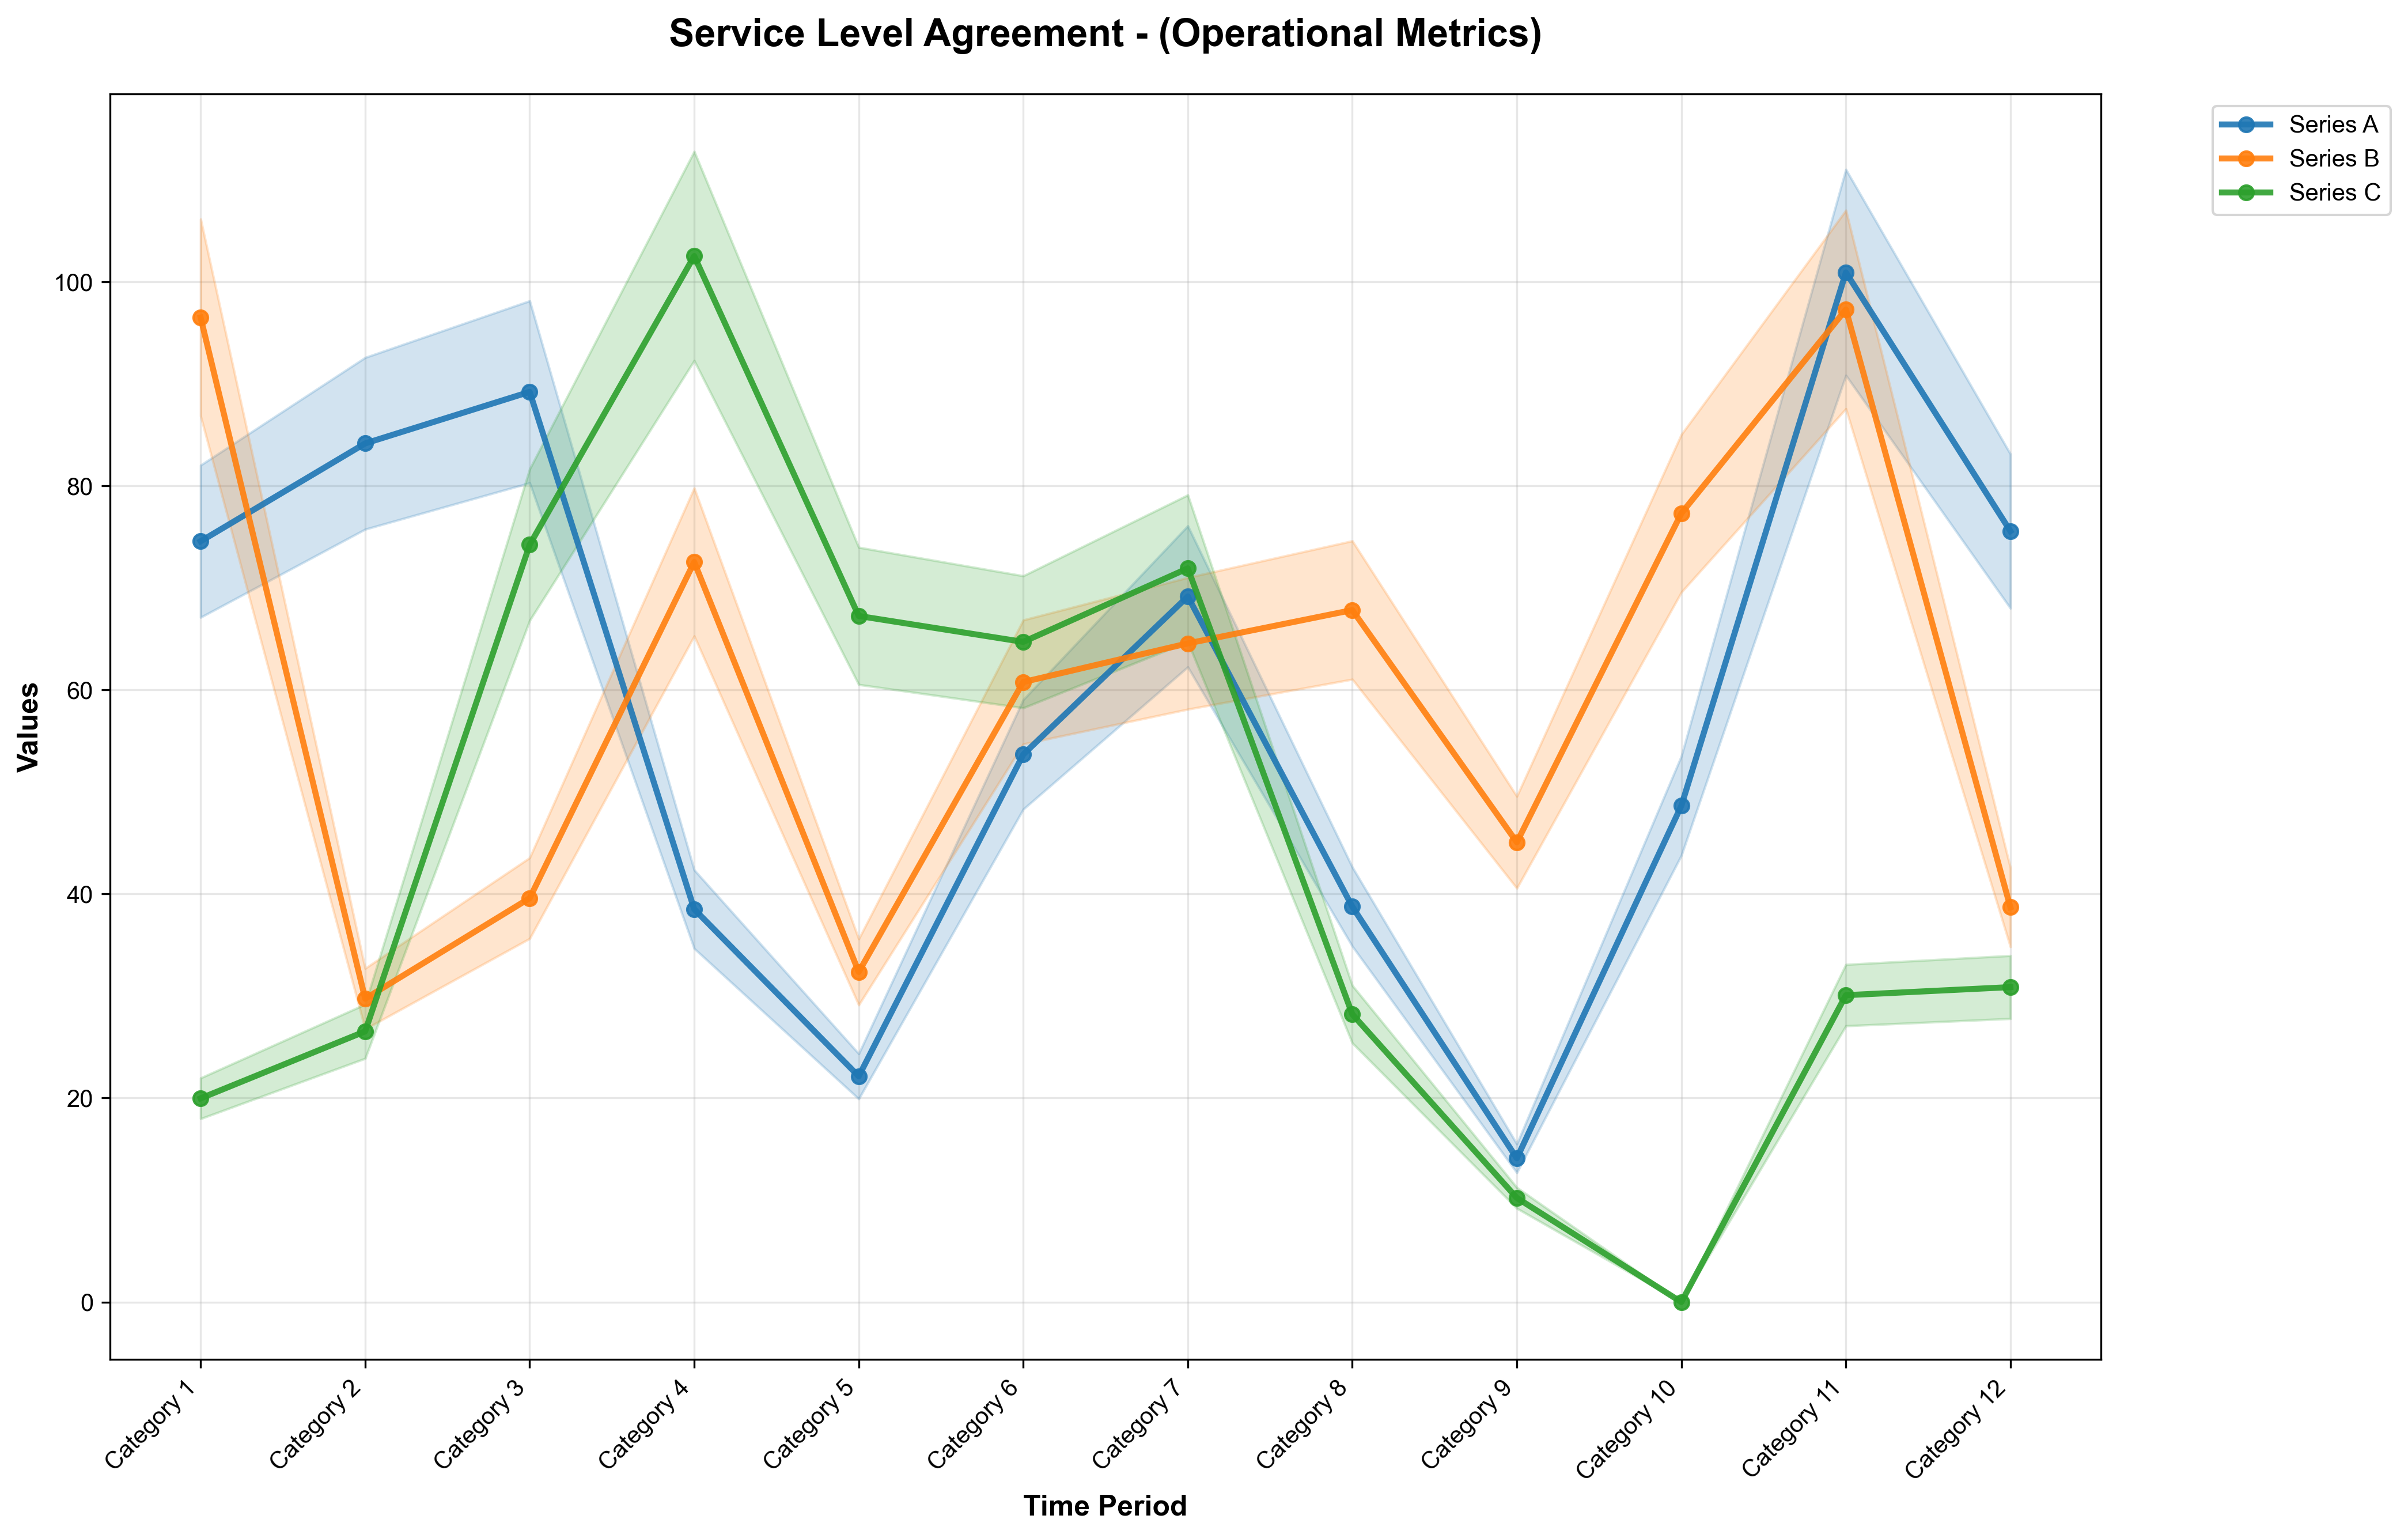 Service Level Agreement - (Operational Metrics)
Series A
Series B
Series C
Values
100
80
60
40
20
0
Category 1
Category 2
Category 3
Category 4
Category 5
Category 6
Category 7
Category 8
Category 9
Category 10
Category 11
Category 12
Time Period